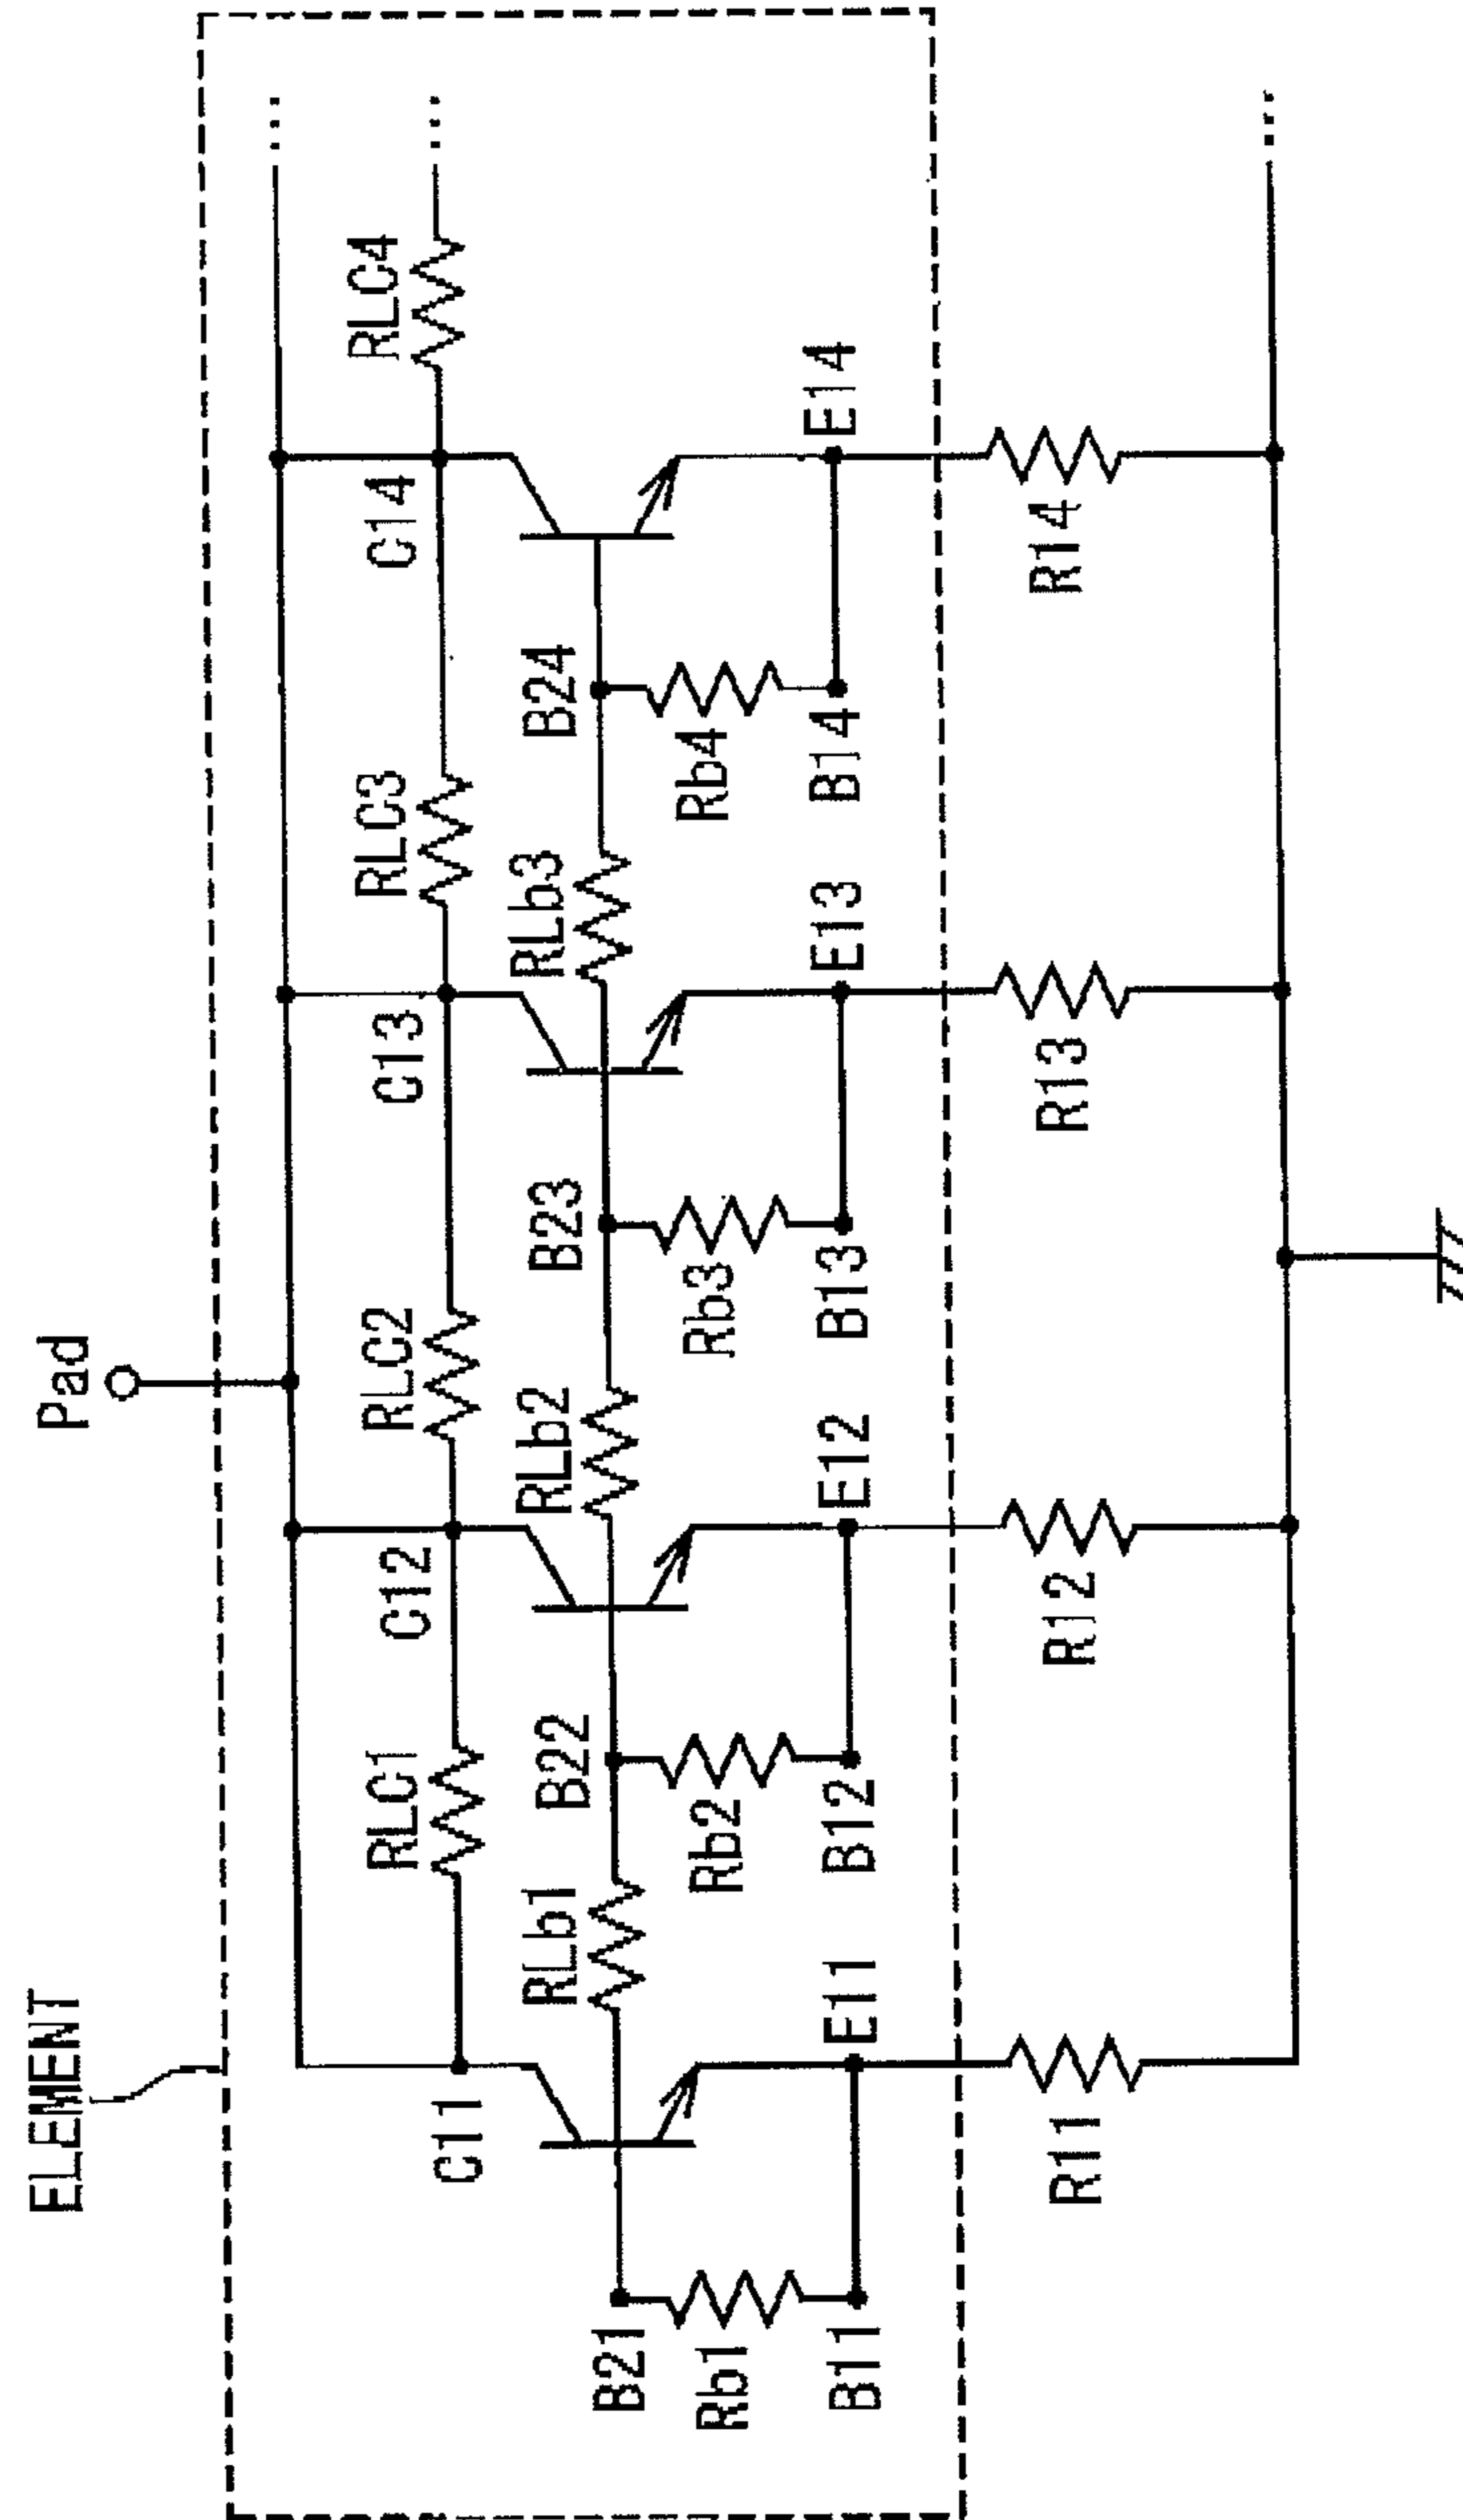 ELEMENT
Pad
C11
RLC1
C12
RLC2
C13
RLC3
C14
RLC4
B21
RLb1
B22
RLb2
B23
RLb3
B24
Rb1
Rb2
Rb3
Rb4
B11
E11
B12
E12
B13
E13
B14
E14
R11
R12
R13
R14